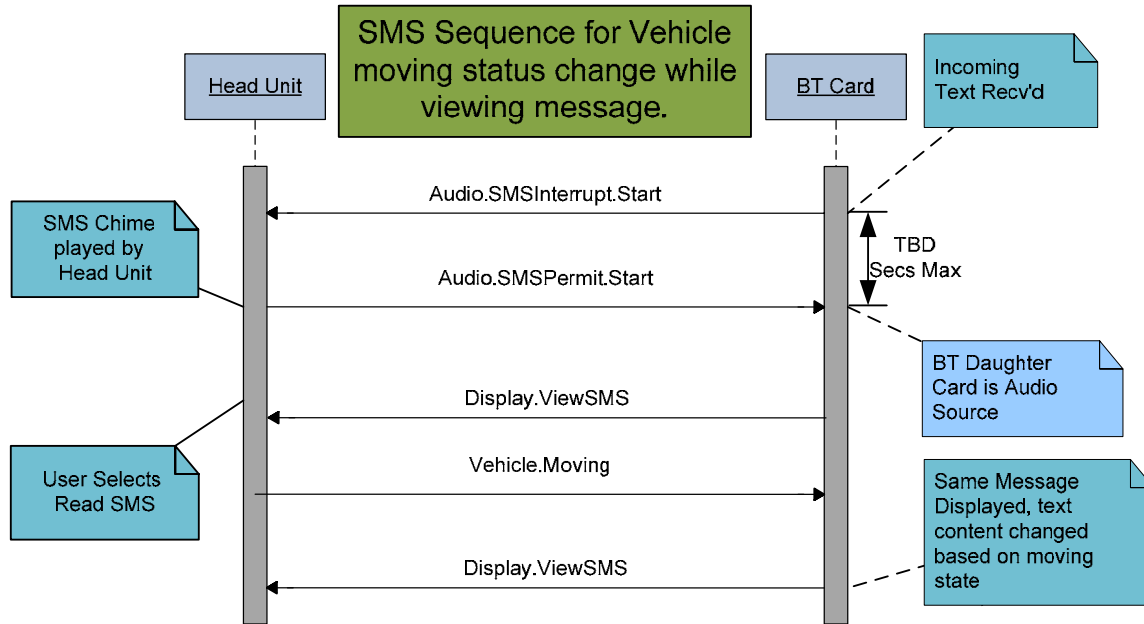 SMS Sequence for Vehicle
moving status change while
viewing message.
Head Unit
BT Card
Incoming
Text Recv'd
Audio.SMSInterrupt.Start
SMS Chime
played by
Head Unit
TBD
Secs Max
Audio.SMSPermit.Start
BT Daughter
Card is Audio
Source
Display.ViewSMS
User Selects
Read SMS
Vehicle.Moving
Same Message
Displayed, text
content changed
based on moving
state
Display.ViewSMS